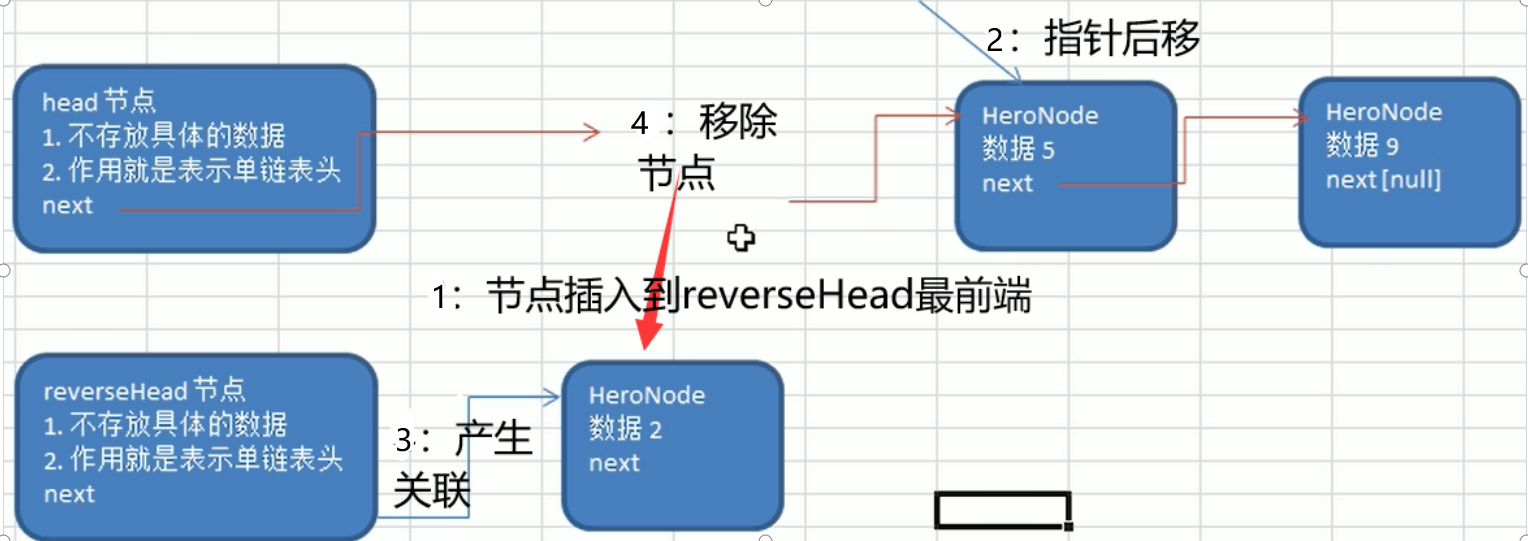 2：指针后移
head 节点
1. 不存放具体的数据
2. 作用就是表示单链表头
next
4 ：移除
节点
HeroNode
数据 5
next
HeroNode
数据 9
next [null]
1：节点插入到reverseHead最前端
reverseHead 节点
1. 不存放具体的数据
2. 作用就是表示单链表头
next
3：产生
关联
HeroNode
数据 2
next